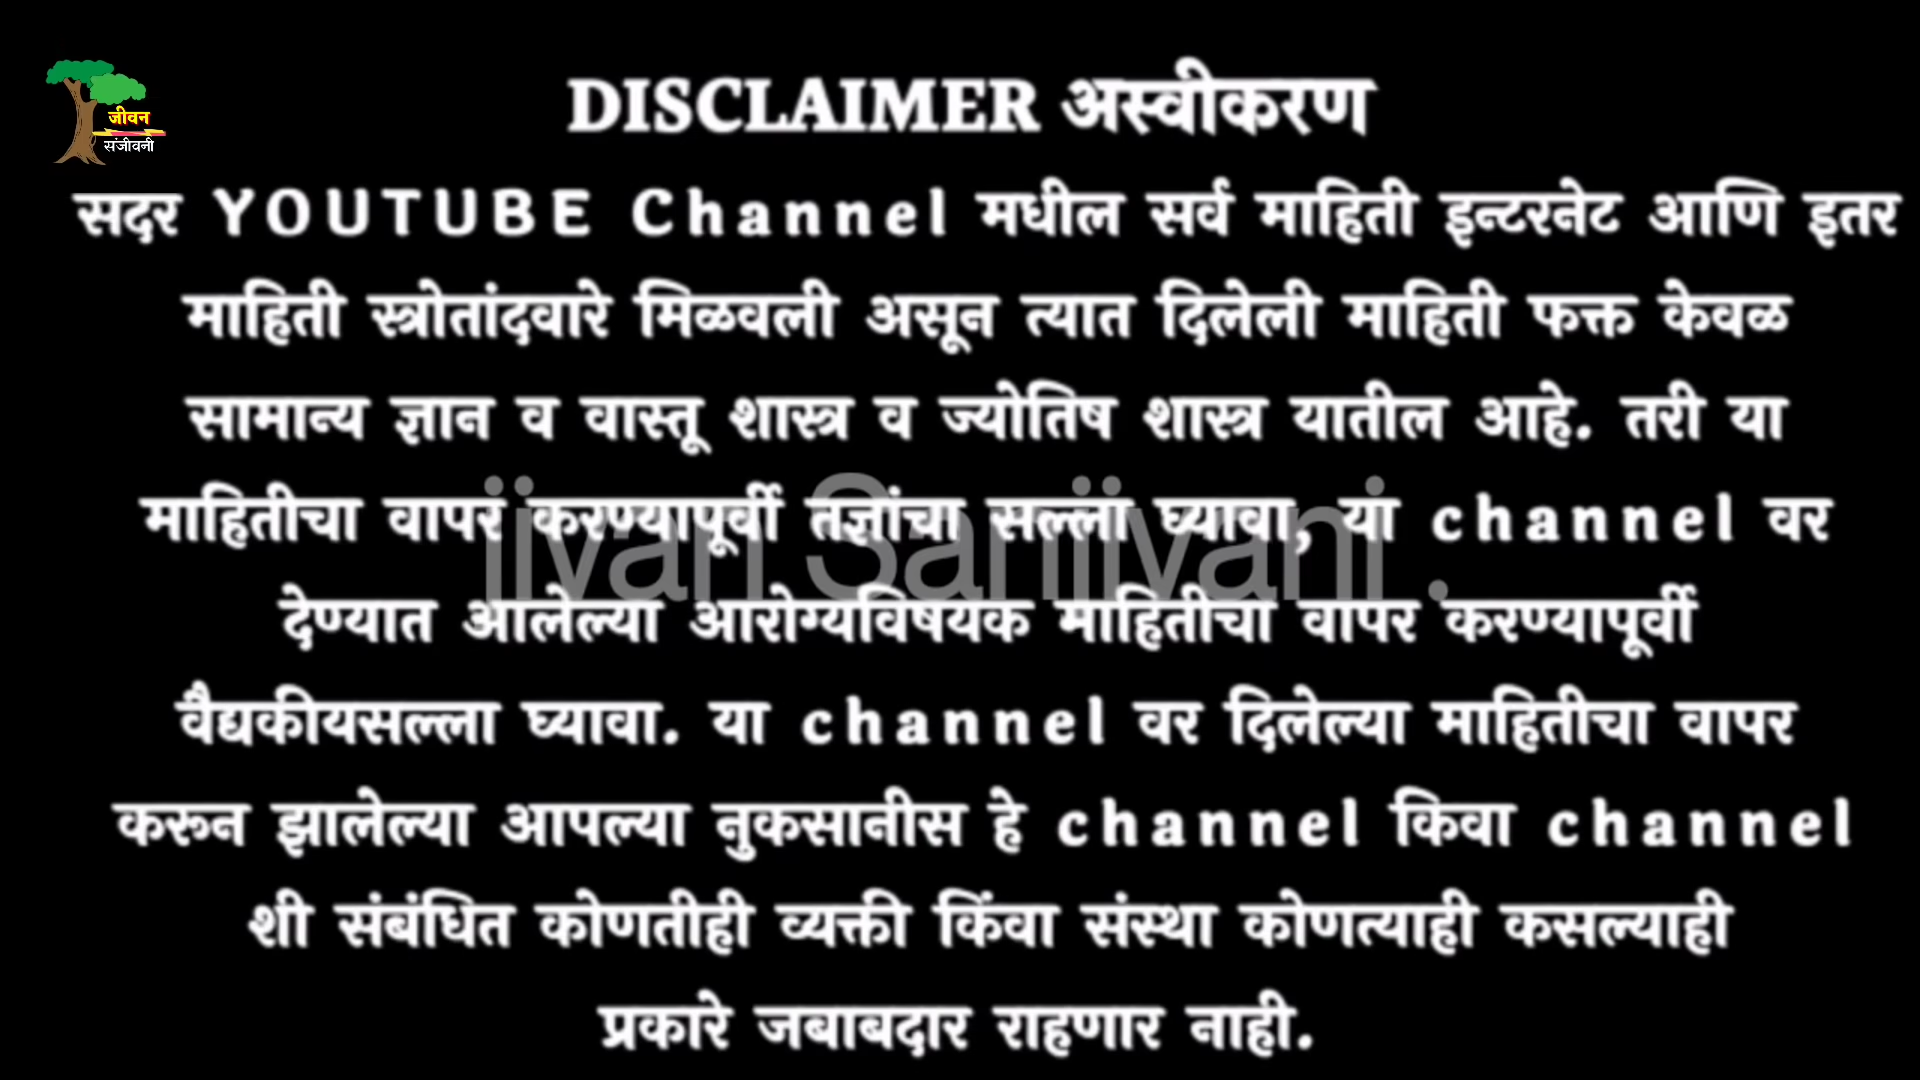 जीवन
संजीवनी
DISCLAIMER अस्वीकरण
सदर YOUTUBE Channel मधील सर्व माहिती इन्टरनेट आणि इतर
माहिती स्त्रोतांदवारे मिळवली असून त्यात दिलेली माहिती फक्त केवळ
सामान्य ज्ञान व वास्तू शास्त्र व ज्योतिष शास्त्र यातील आहे. तरी या
माहितीचा वापर करण्यापूर्वी तज्ञांचा सल्ला घ्यावा, या channel वर
jivan Sanjivani .
देण्यात आलेल्या आरोग्यविषयक माहितीचा वापर करण्यापूर्वी
वैद्यकीयसल्ला घ्यावा. या channel वर दिलेल्या माहितीचा वापर
करून झालेल्या आपल्या नुकसानीस हे channel किवा channel
शी संबंधित कोणतीही व्यक्ती किंवा संस्था कोणत्याही कसल्याही
प्रकारे जबाबदार राहणार नाही.